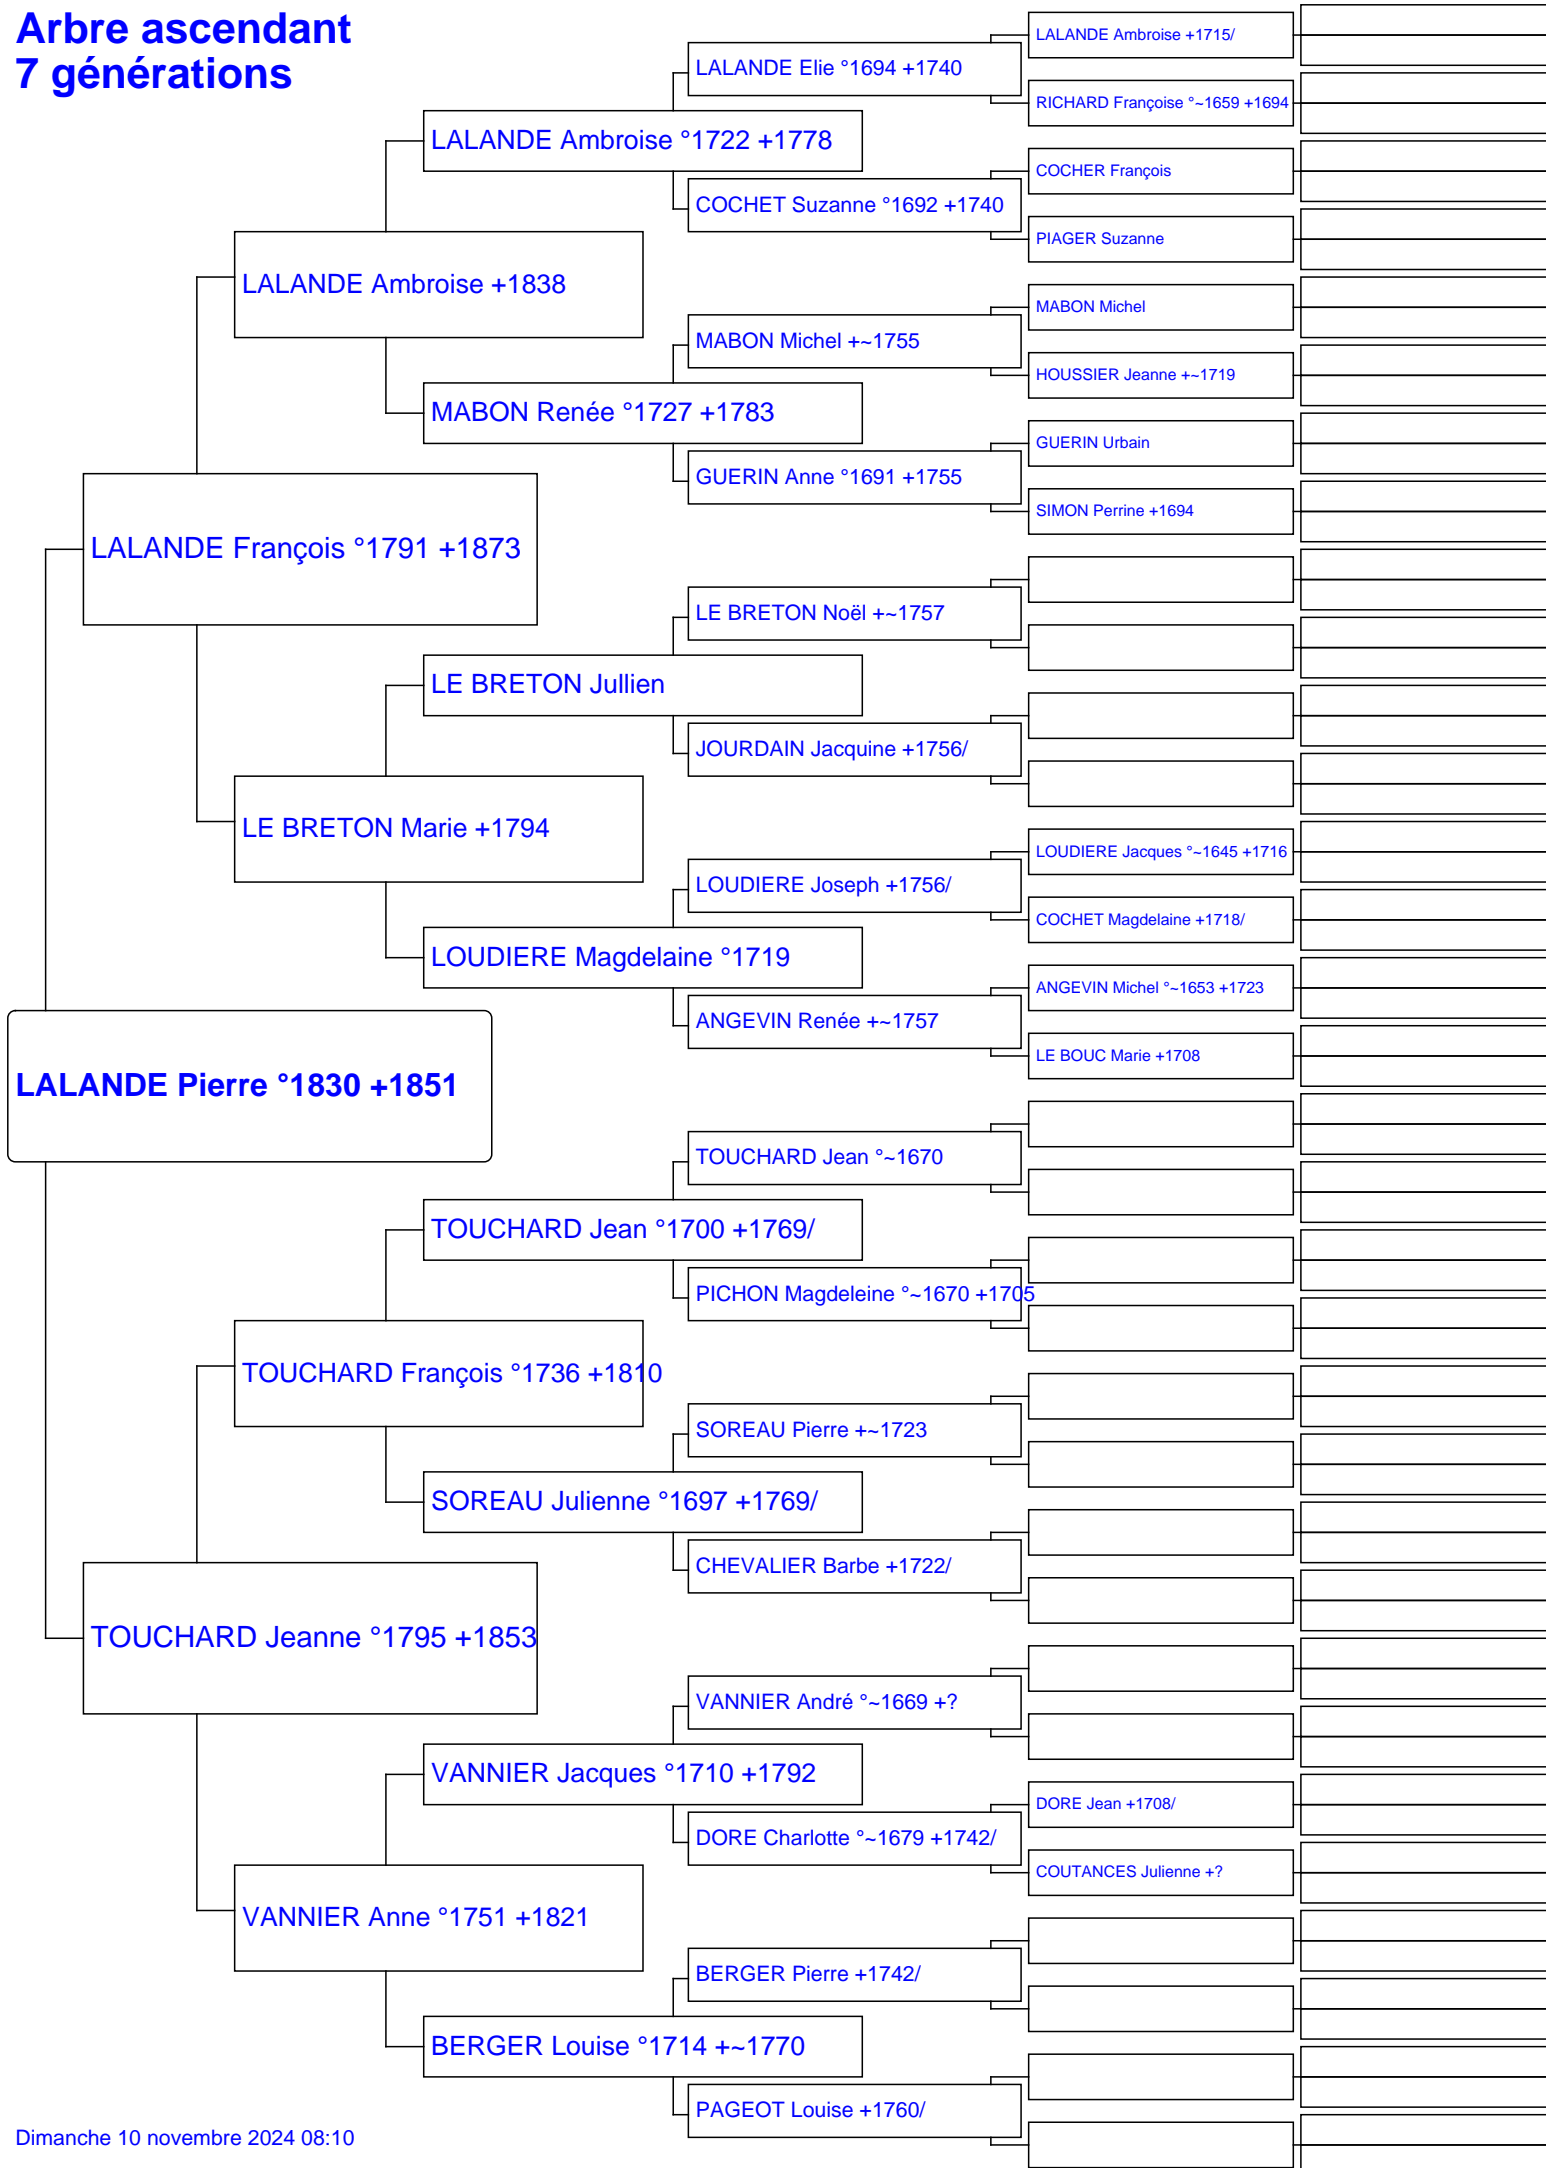 Arbre ascendant
7 générations
LALANDE Ambroise +1715/
LALANDE Elie °1694 +1740
RICHARD Françoise °~1659 +1694
LALANDE Ambroise °1722 +1778
COCHER François
COCHET Suzanne °1692 +1740
PIAGER Suzanne
LALANDE Ambroise +1838
MABON Michel
MABON Michel +~1755
HOUSSIER Jeanne +~1719
MABON Renée °1727 +1783
GUERIN Urbain
GUERIN Anne °1691 +1755
SIMON Perrine +1694
LALANDE François °1791 +1873
LE BRETON Noël +~1757
LE BRETON Jullien
JOURDAIN Jacquine +1756/
LE BRETON Marie +1794
LOUDIERE Jacques °~1645 +1716
LOUDIERE Joseph +1756/
COCHET Magdelaine +1718/
LOUDIERE Magdelaine °1719
ANGEVIN Michel °~1653 +1723
ANGEVIN Renée +~1757
LE BOUC Marie +1708
LALANDE Pierre °1830 +1851
TOUCHARD Jean °~1670
TOUCHARD Jean °1700 +1769/
PICHON Magdeleine °~1670 +1705
TOUCHARD François °1736 +1810
SOREAU Pierre +~1723
SOREAU Julienne °1697 +1769/
CHEVALIER Barbe +1722/
TOUCHARD Jeanne °1795 +1853
VANNIER André °~1669 +?
VANNIER Jacques °1710 +1792
DORE Jean +1708/
DORE Charlotte °~1679 +1742/
COUTANCES Julienne +?
VANNIER Anne °1751 +1821
BERGER Pierre +1742/
BERGER Louise °1714 +~1770
PAGEOT Louise +1760/
Dimanche 10 novembre 2024 08:10